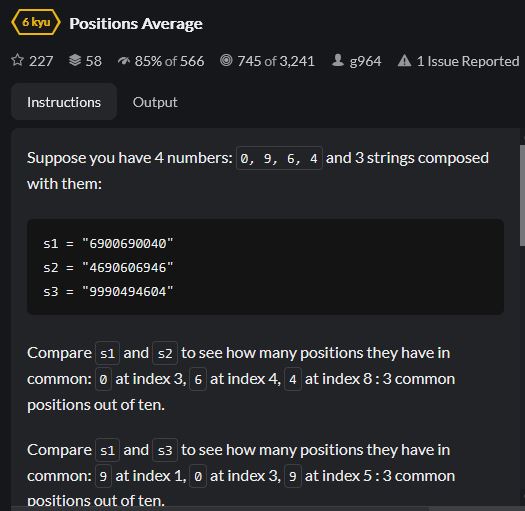 6 kyu Positions Average
227 58 85% of 566 745 of 3,241 g964 1 Issue Reported
Instructions Output
Suppose you have 4 numbers: 0, 9, 6, 4 and 3 strings composed
with them:
s1 = "6900690040"
s2 = "4690606946"
s3 = "9990494604"
Compare s1 and s2 to see how many positions they have in
common: 0 at index 3, 6 at index 4, 4 at index 8 : 3 common
positions out of ten.
Compare s1 and s3 to see how many positions they have in
common: 9 at index 1, 0 at index 3, 9 at index 5 : 3 common
positions out of ten.